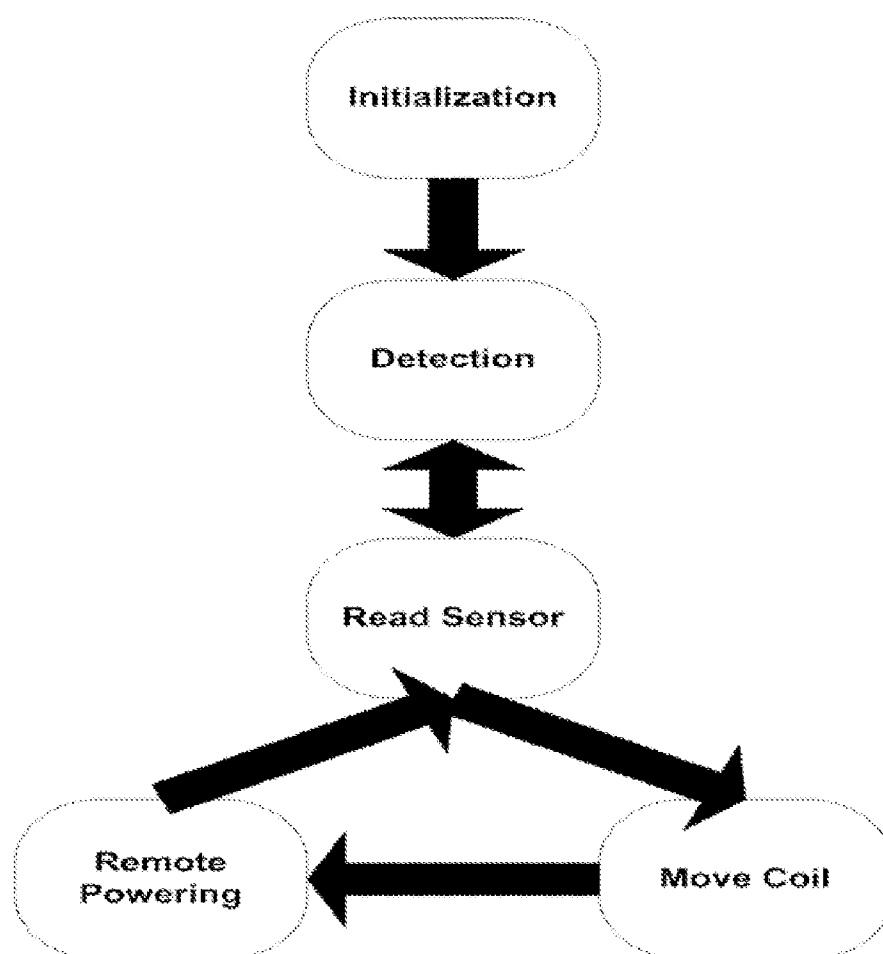 Initialization
Detection
Read Sensor
Remote
Powering
Move Coil